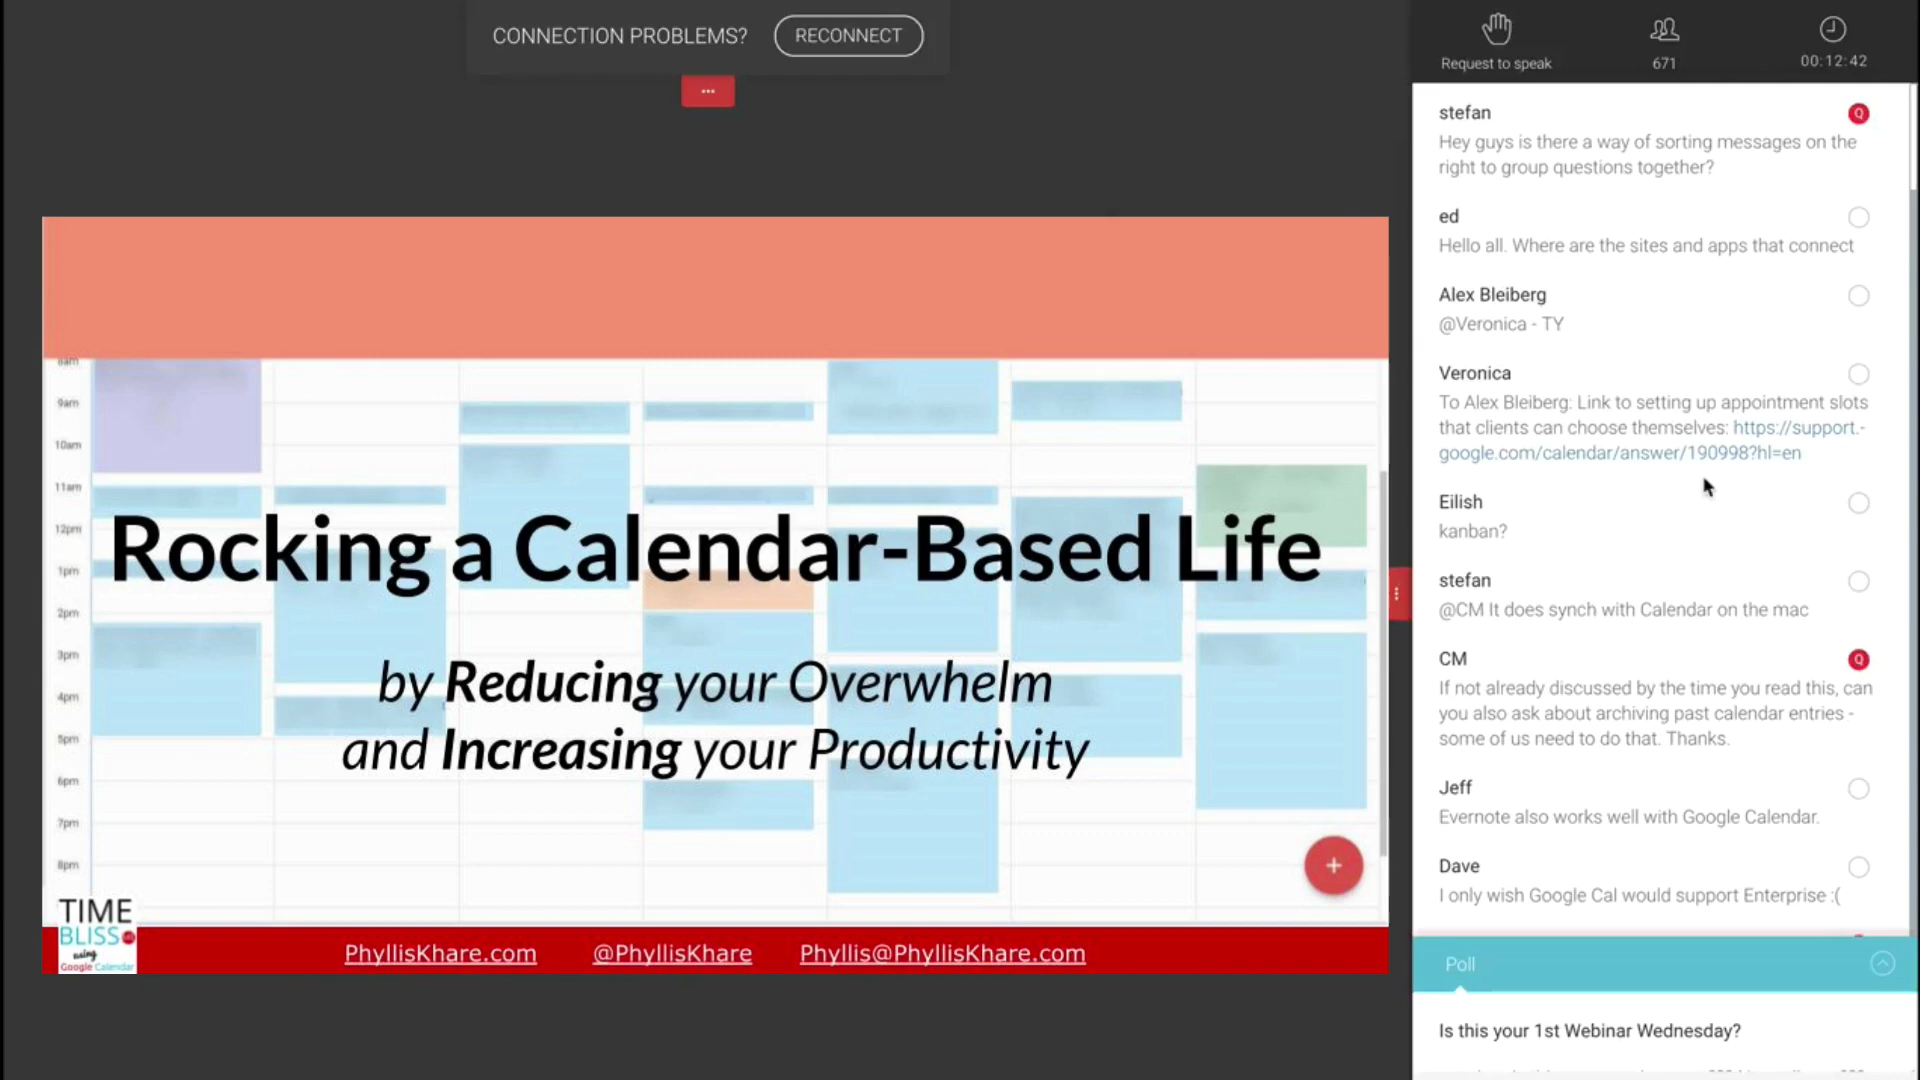 CONNECTION PROBLEMS? RECONNECT
Request to speak
671
00:12:42
8am
9am
10am
11am
12pm
1pm
2pm
3pm
4pm
5pm
6pm
7pm
8pm
Rocking a Calendar-Based Life
by Reducing your Overwhelm
and Increasing your Productivity
TIME
BLISS
using
Google Calendar
PhyllisKhare.com @PhyllisKhare Phyllis@PhyllisKhare.com
stefan Q
Hey guys is there a way of sorting messages on the
right to group questions together?
ed
Hello all. Where are the sites and apps that connect
Alex Bleiberg
@Veronica - TY
Veronica
To Alex Bleiberg: Link to setting up appointment slots
that clients can choose themselves: https://support.-
google.com/calendar/answer/190998?hl=en
Eilish
kanban?
stefan
@CM It does synch with Calendar on the mac
CM Q
If not already discussed by the time you read this, can
you also ask about archiving past calendar entries -
some of us need to do that. Thanks.
Jeff
Evernote also works well with Google Calendar.
Dave
I only wish Google Cal would support Enterprise :(
Poll
Is this your 1st Webinar Wednesday?